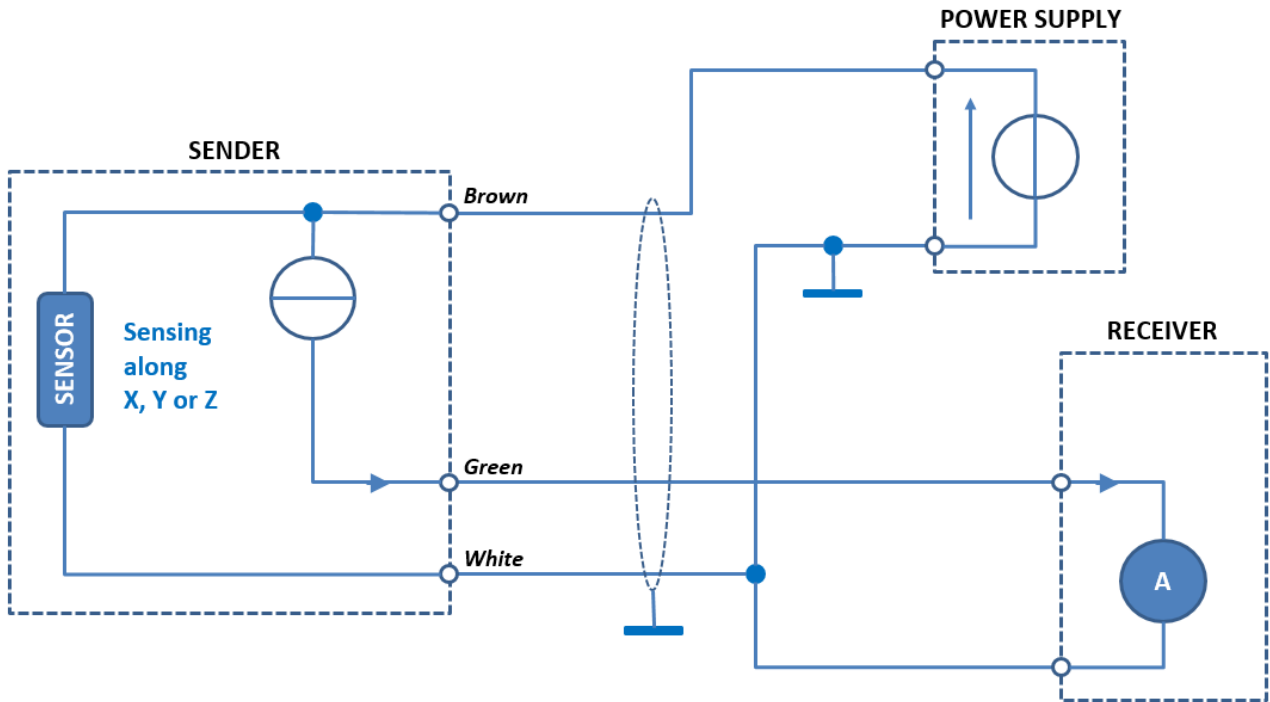 POWER SUPPLY
SENDER
Brown
SENSOR
Sensing
along
X, Y or Z
RECEIVER
Green
White
A